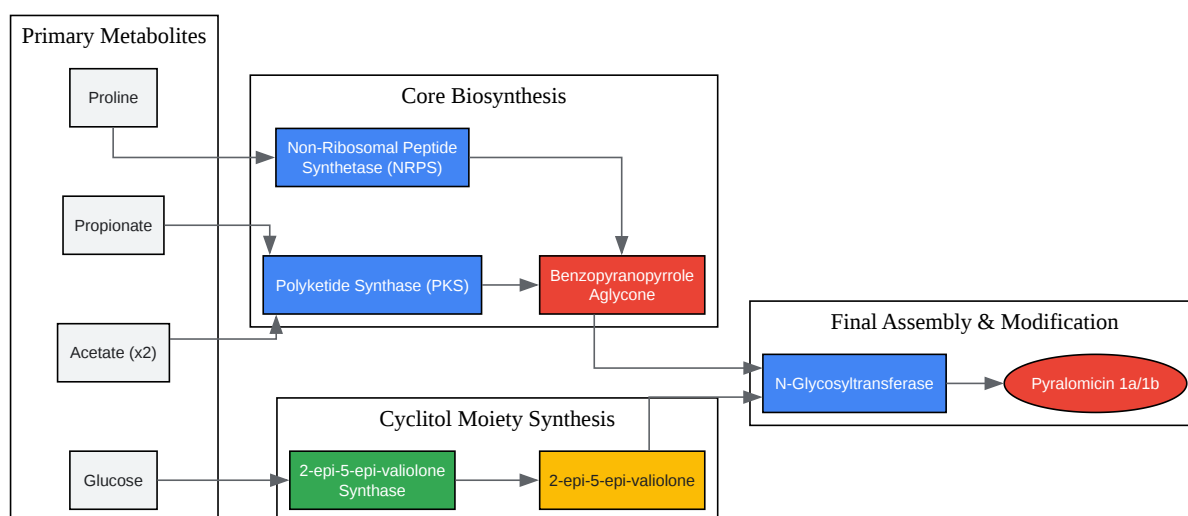 Primary Metabolites
Proline
Propionate
Acetate (x2)
Glucose
Core Biosynthesis
Non-Ribosomal Peptide
Synthetase (NRPS)
Polyketide Synthase (PKS)
Benzopyranopyrrole
Aglycone
Cyclitol Moiety Synthesis
2-epi-5-epi-valiolone
Synthase
2-epi-5-epi-valiolone
Final Assembly & Modification
N-Glycosyltransferase
Pyralomicin 1a/1b